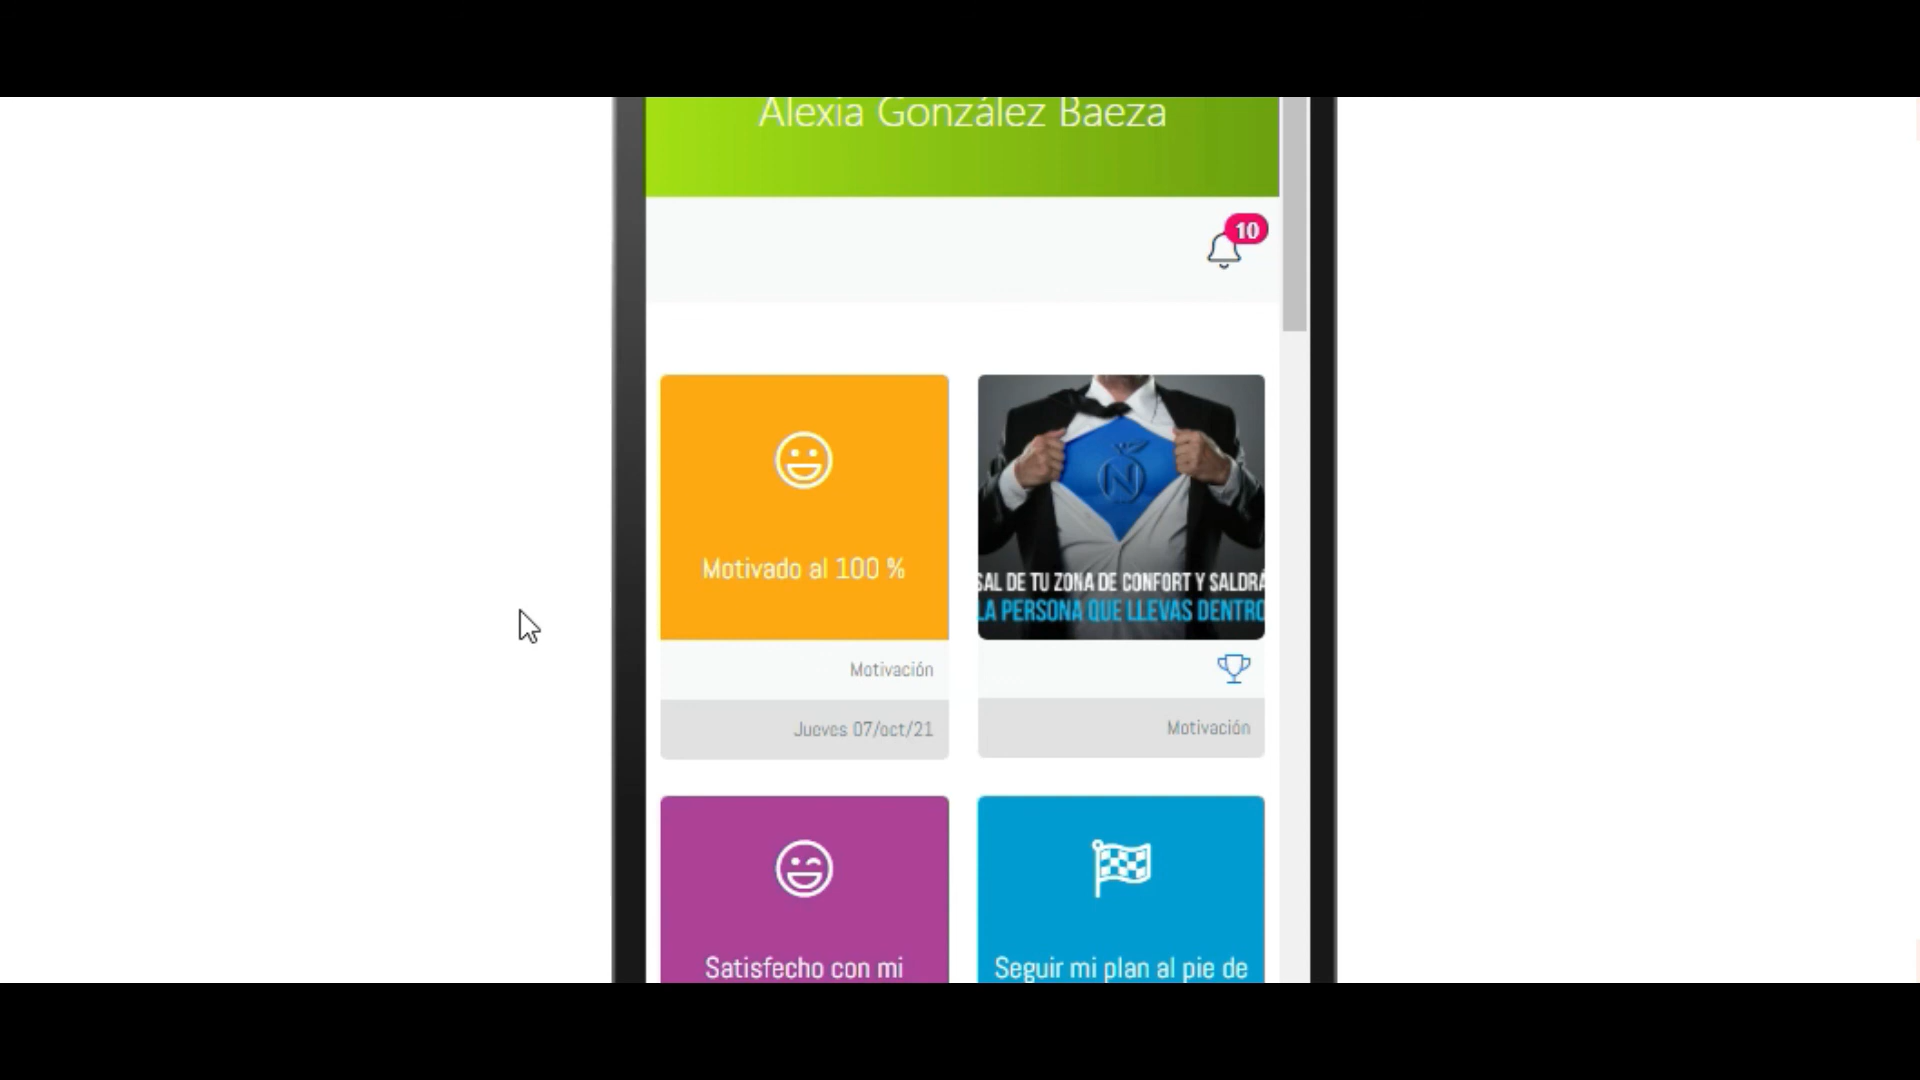 Alexia González Baeza
10
Motivado al 100 %
Motivación
Jueves 07/oct/21
N
SAL DE TU ZONA DE CONFORT Y SALDRÁ
LA PERSONA QUE LLEVAS DENTRO
Motivación
Satisfecho con mi
Seguir mi plan al pie de